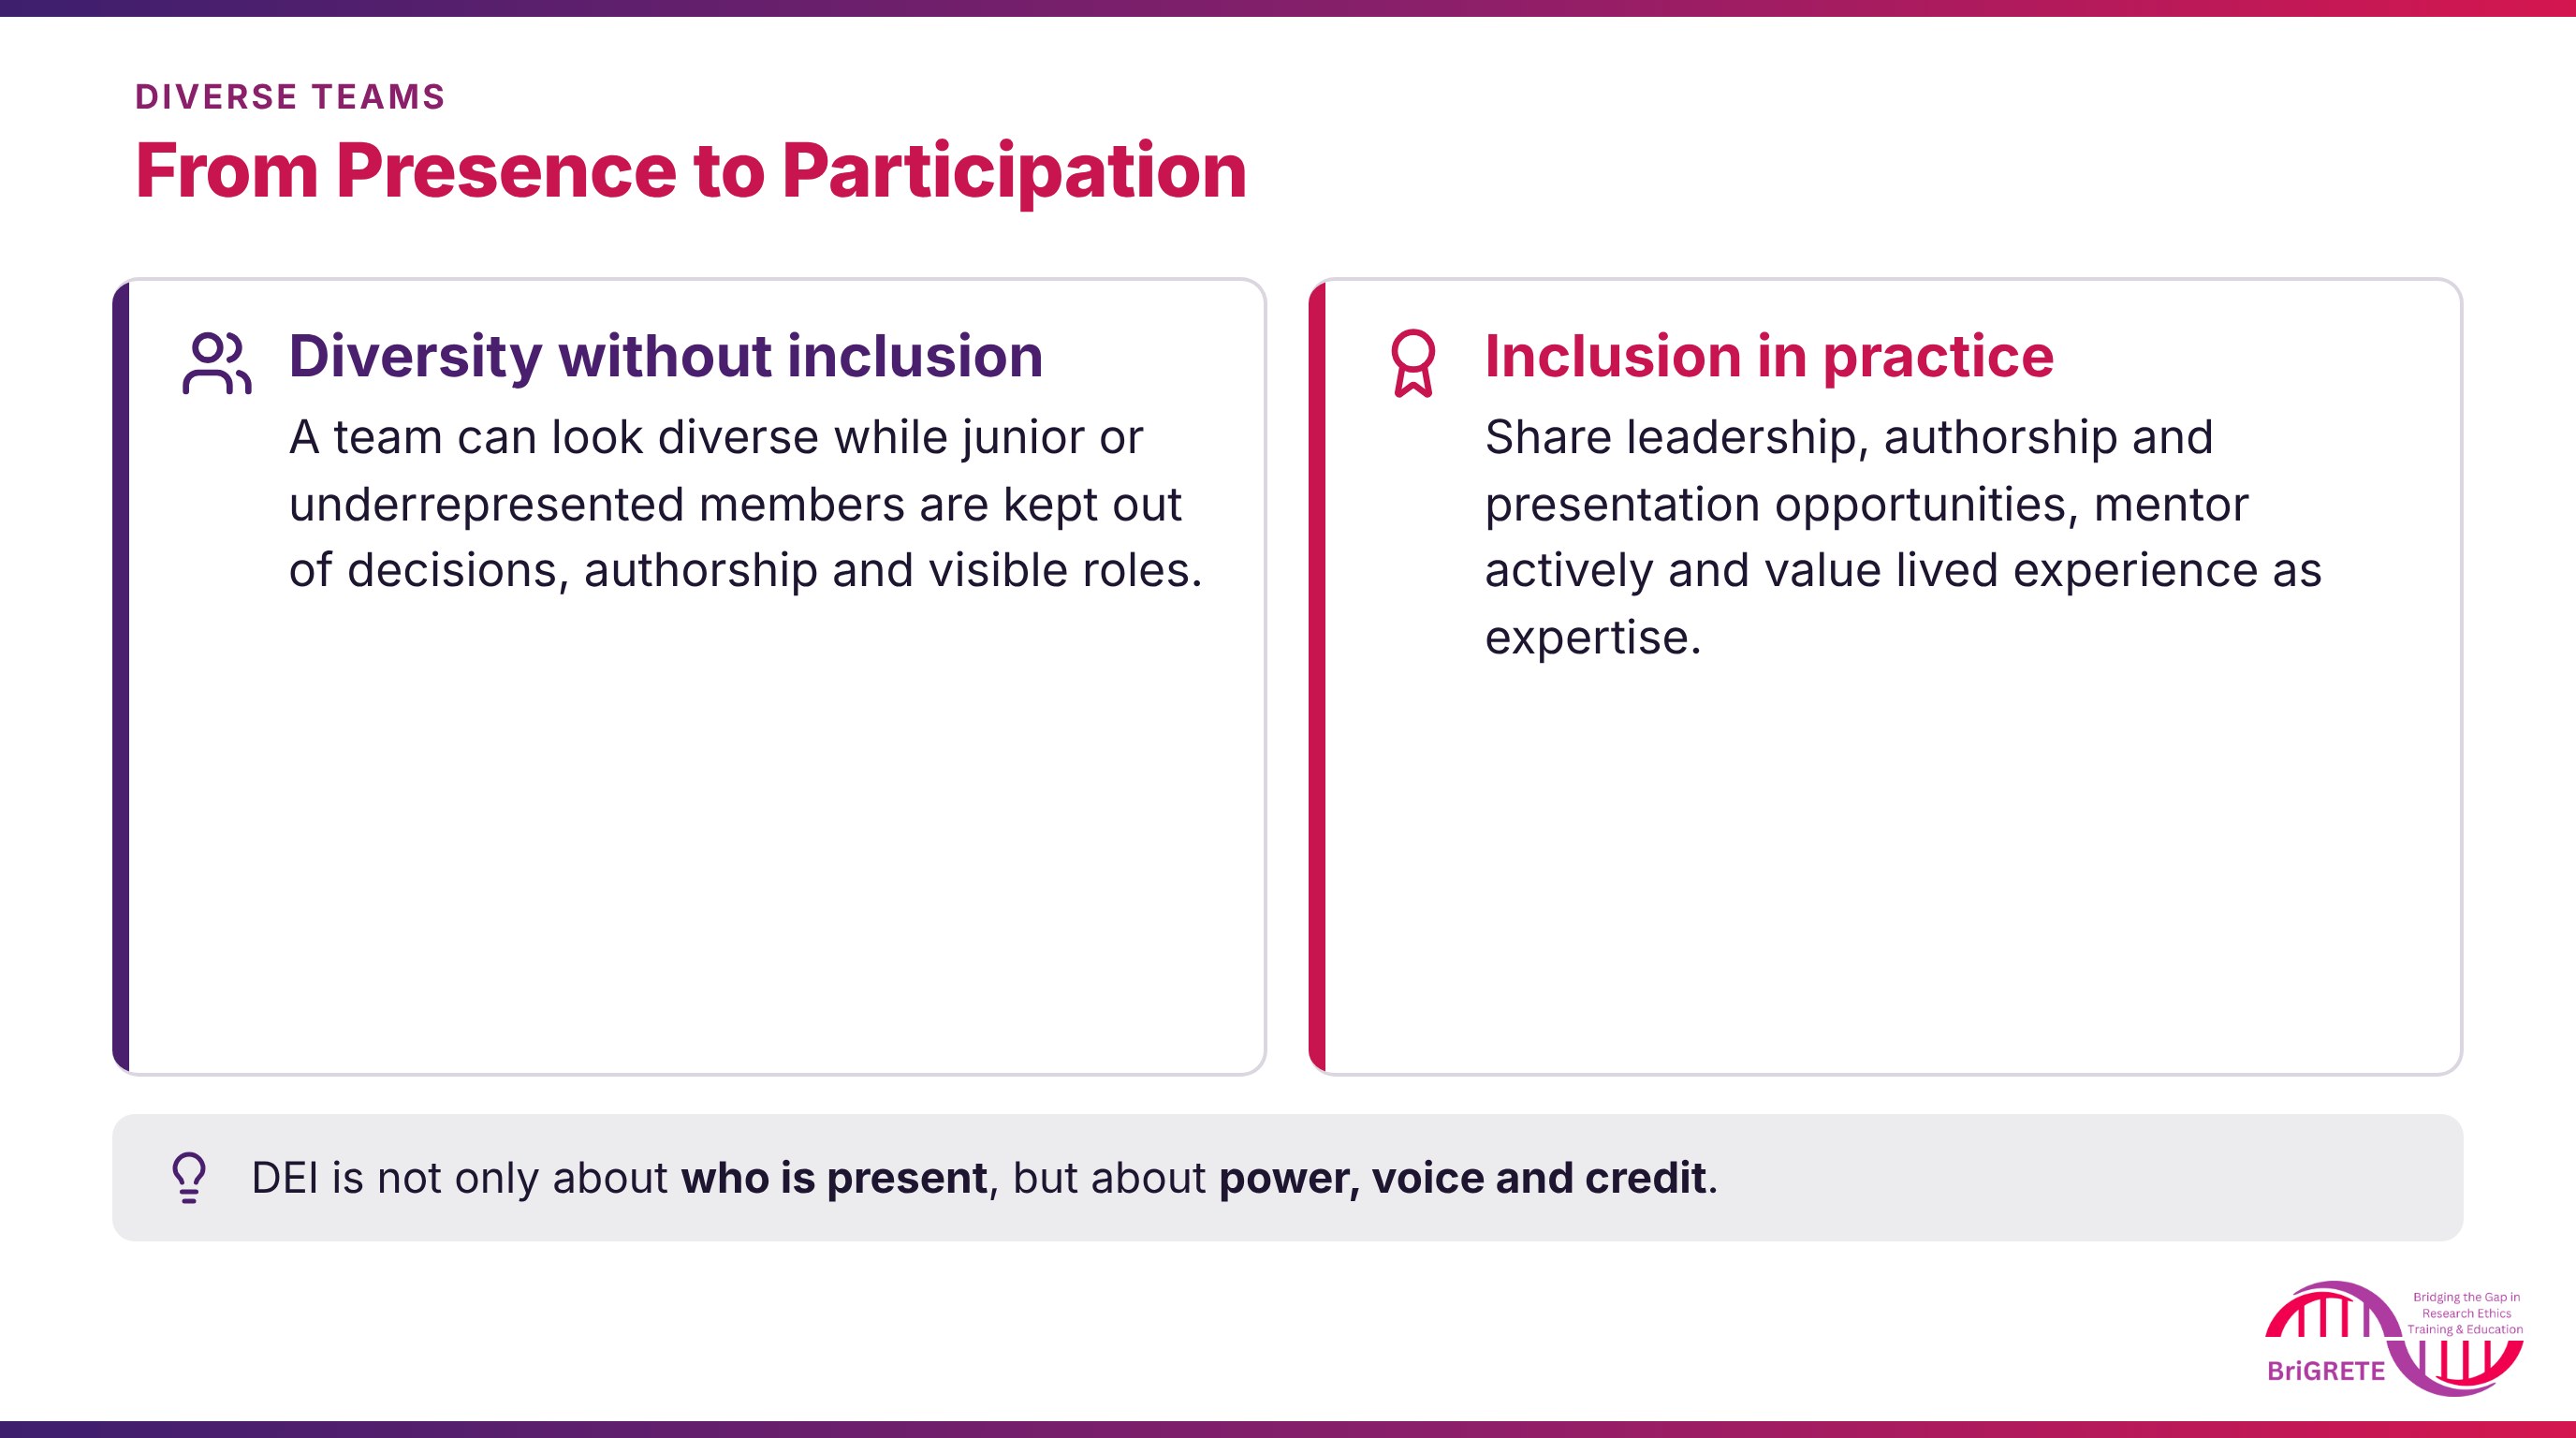 DIVERSE TEAMS
From Presence to Participation
Diversity without inclusion
A team can look diverse while junior or
underrepresented members are kept out
of decisions, authorship and visible roles.
Inclusion in practice
Share leadership, authorship and
presentation opportunities, mentor
actively and value lived experience as
expertise.
DEI is not only about who is present, but about power, voice and credit.
Bridging the Gap in
Research Ethics
Training & Education
BriGRETE